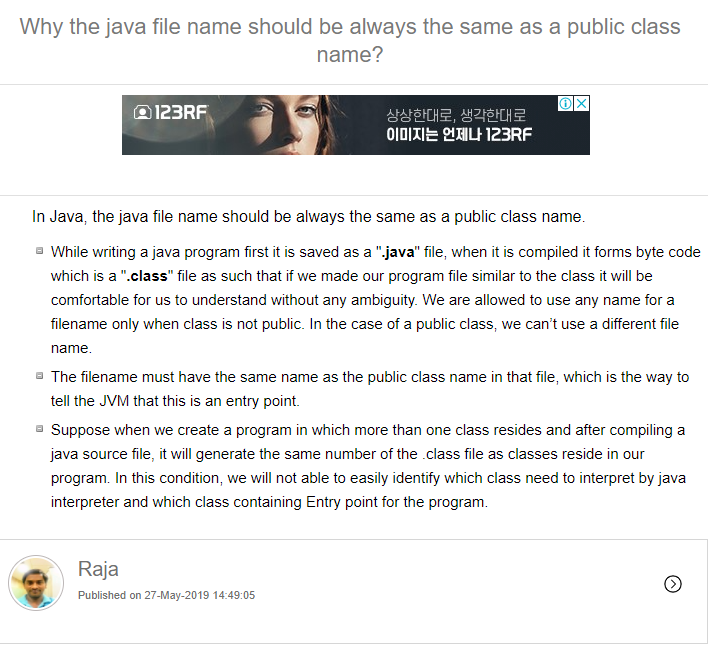 Why the java file name should be always the same as a public class
name?
123RF
상상한대로, 생각한대로
이미지는 언제나 123RF
In Java, the java file name should be always the same as a public class name.
While writing a java program first it is saved as a ".java" file, when it is compiled it forms byte code
which is a ".class" file as such that if we made our program file similar to the class it will be
comfortable for us to understand without any ambiguity. We are allowed to use any name for a
filename only when class is not public. In the case of a public class, we can’t use a different file
name.
The filename must have the same name as the public class name in that file, which is the way to
tell the JVM that this is an entry point.
Suppose when we create a program in which more than one class resides and after compiling a
java source file, it will generate the same number of the .class file as classes reside in our
program. In this condition, we will not able to easily identify which class need to interpret by java
interpreter and which class containing Entry point for the program.
Raja
Published on 27-May-2019 14:49:05